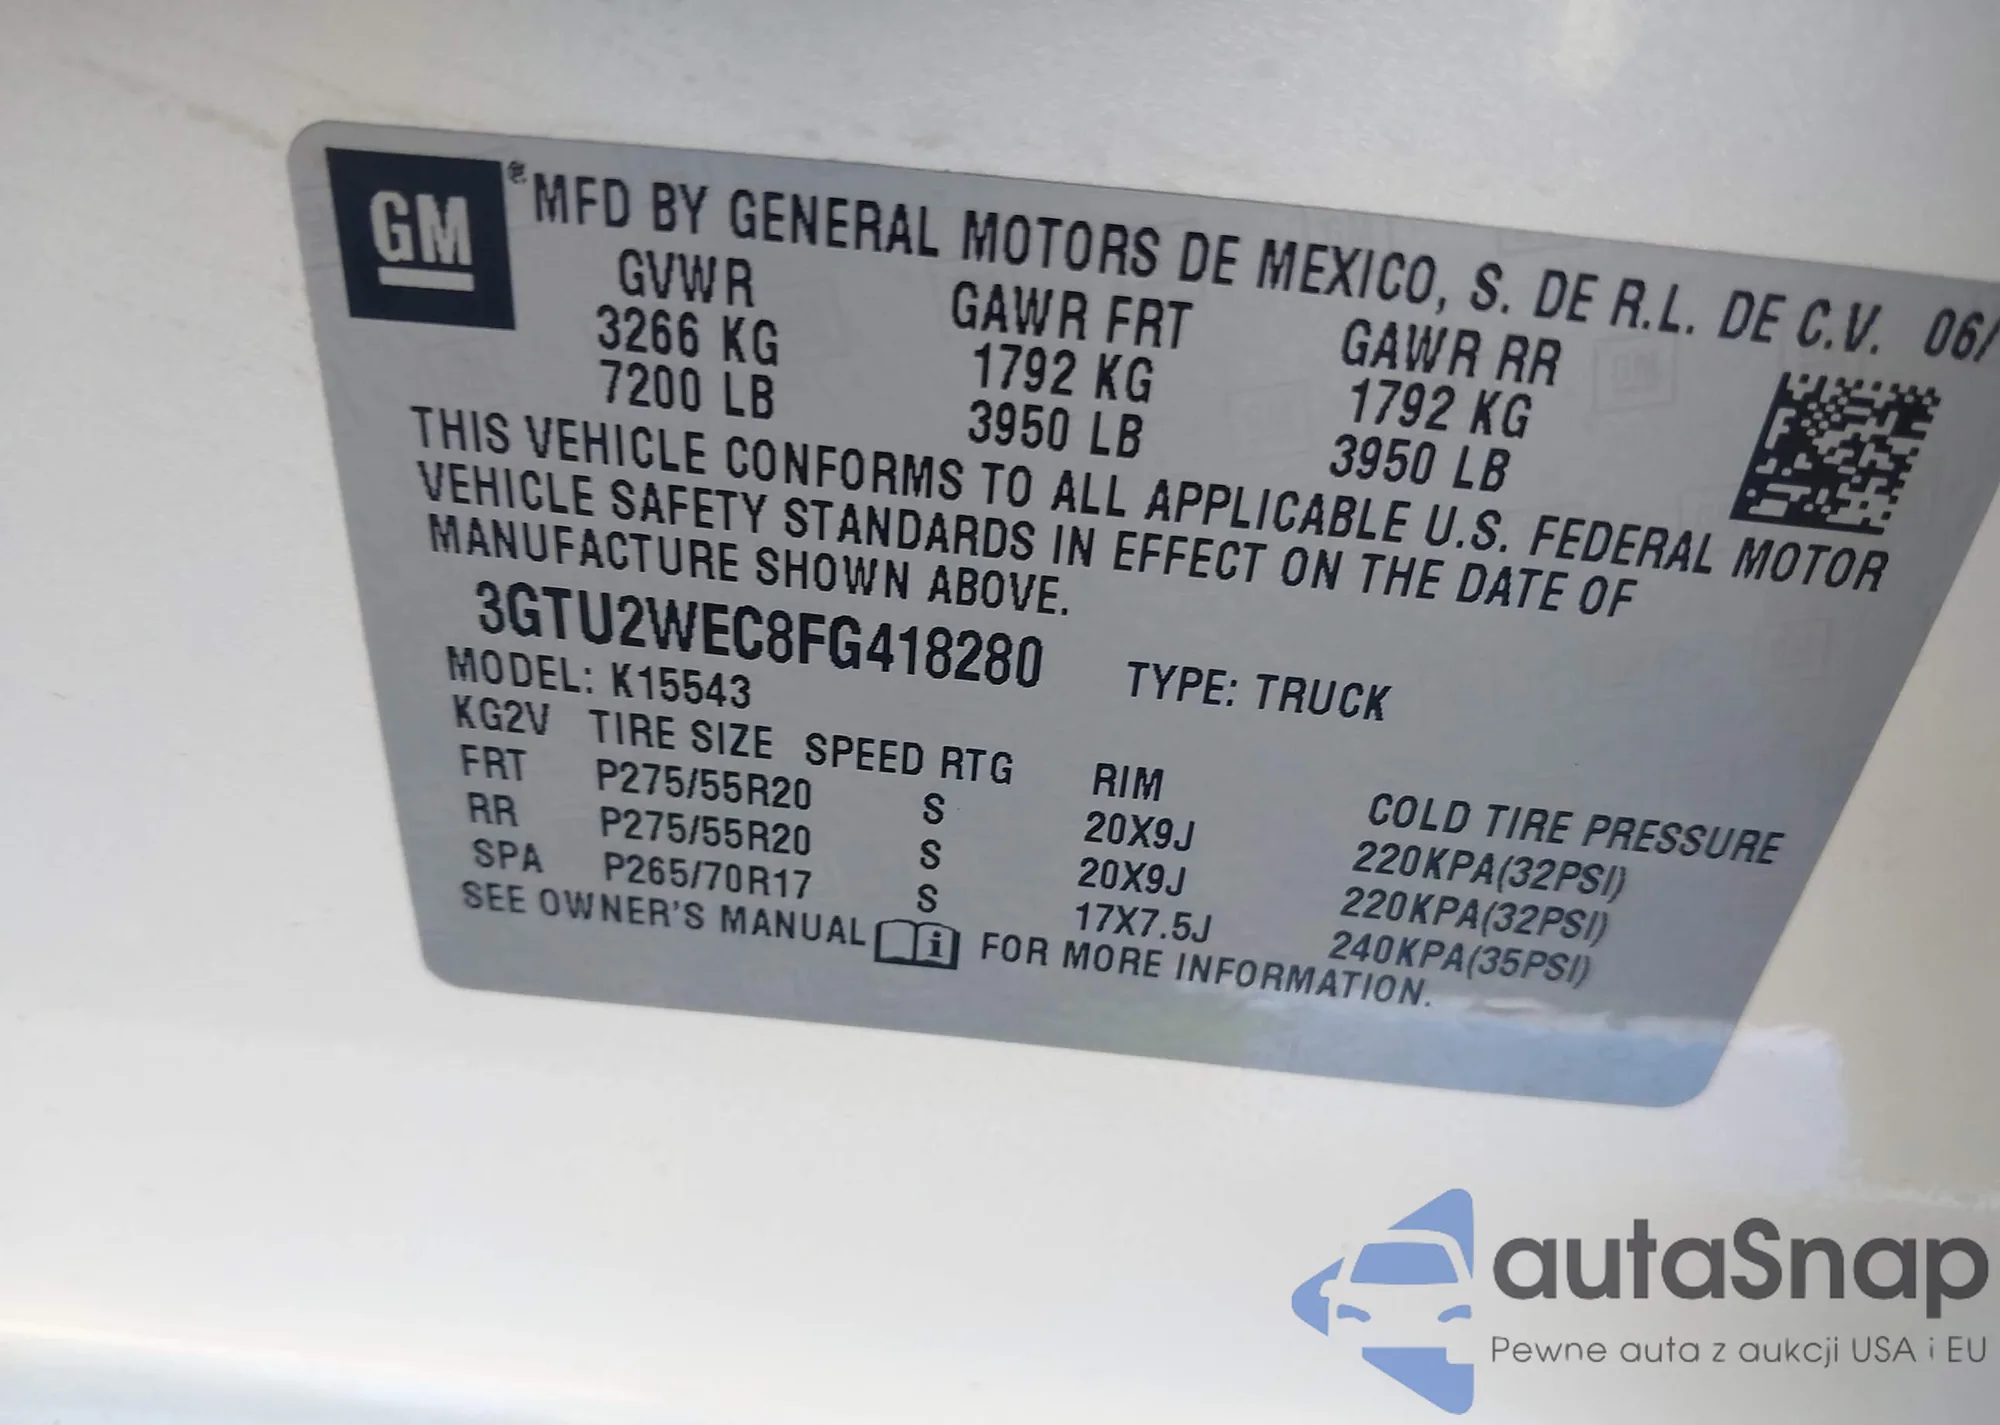 GM
® MFD BY GENERAL MOTORS DE MEXICO, S. DE R.L. DE C.V. 06/
GVWR GAWR FRT GAWR RR
3266 KG 1792 KG 1792 KG
7200 LB 3950 LB 3950 LB
THIS VEHICLE CONFORMS TO ALL APPLICABLE U.S. FEDERAL MOTOR
VEHICLE SAFETY STANDARDS IN EFFECT ON THE DATE OF
MANUFACTURE SHOWN ABOVE.
3GTU2WEC8FG418280 TYPE: TRUCK
MODEL: K15543
KG2V TIRE SIZE SPEED RTG RIM COLD TIRE PRESSURE
FRT P275/55R20 S 20X9J 220KPA(32PSI)
RR P275/55R20 S 20X9J 220KPA(32PSI)
SPA P265/70R17 S 17X7.5J 240KPA(35PSI)
SEE OWNER'S MANUAL i FOR MORE INFORMATION.
autaSnap
Pewne auta z aukcji USA i EU